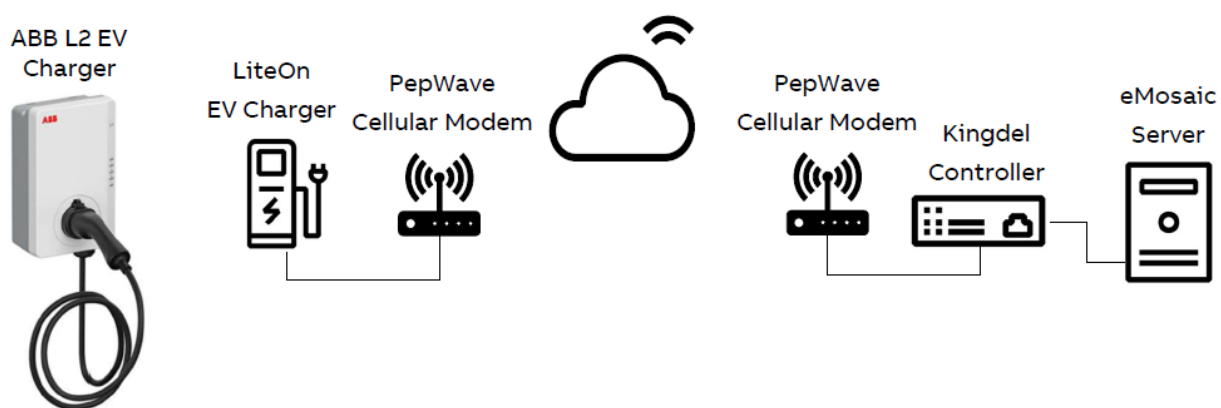 ABB L2 EV
Charger
ABB
LiteOn
EV Charger
PepWave
Cellular Modem
PepWave
Cellular Modem
Kingdel
Controller
eMosaic
Server